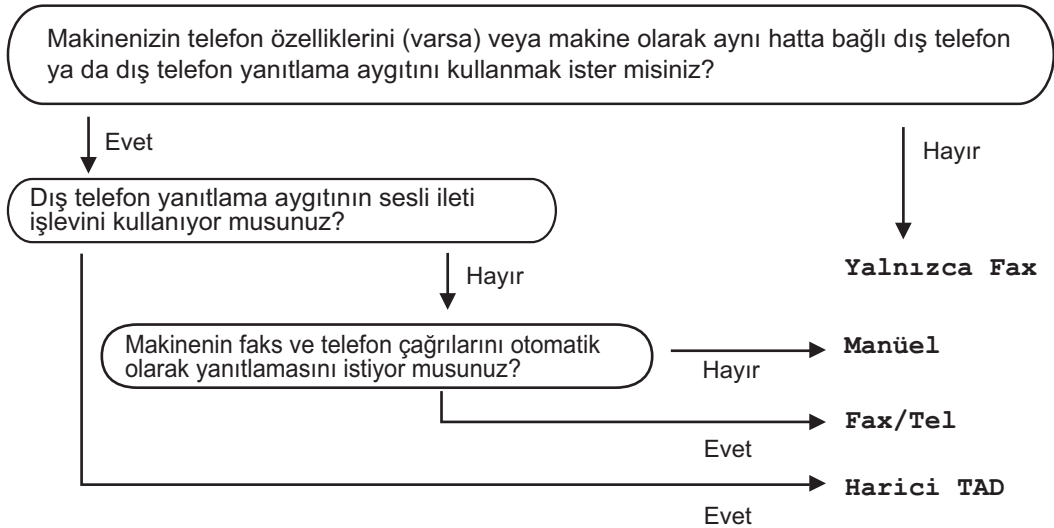 Makinenizin telefon özelliklerini (varsa) veya makine olarak aynı hatta bağlı dış telefon
ya da dış telefon yanıtlama aygıtını kullanmak ister misiniz?
Evet
Hayır
Dış telefon yanıtlama aygıtının sesli ileti
işlevini kullanıyor musunuz?
Hayır
Yalnızca Fax
Makinenin faks ve telefon çağrılarını otomatik
olarak yanıtlamasını istiyor musunuz?
Hayır
Manüel
Evet
Fax/Tel
Evet
Harici TAD